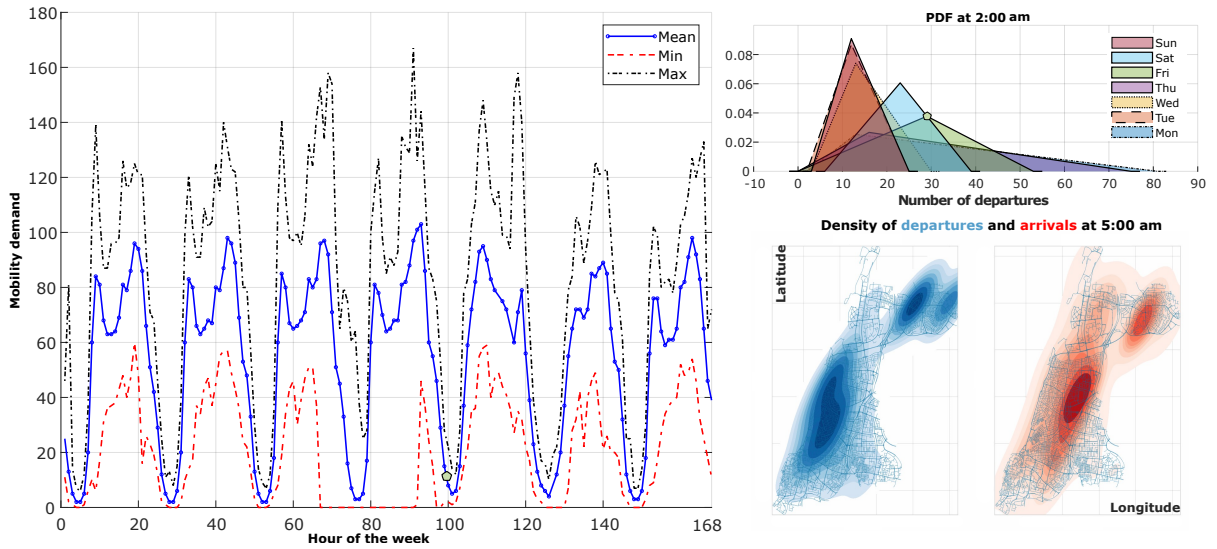 180
160
140
120
100
80
60
40
20
0
Mobility demand
Mean
Min
Max
0 20 40 60 80 100 120 140 168
Hour of the week
PDF at 2:00 am
0.08
0.06
0.04
0.02
0
Sun
Sat
Fri
Thu
Wed
Tue
Mon
-10 0 10 20 30 40 50 60 70 80 90
Number of departures
Density of departures and arrivals at 5:00 am
Latitude
Longitude